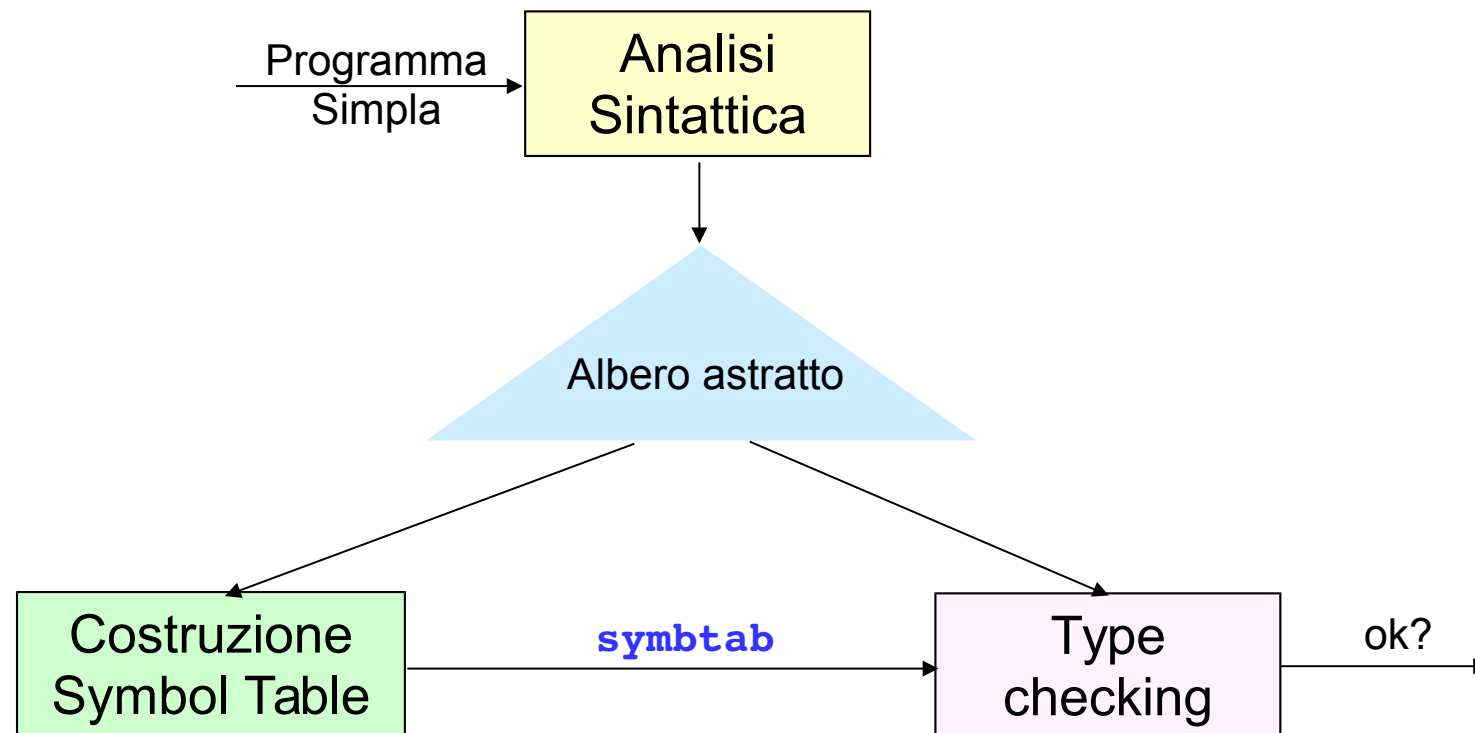 Programma
Simpla
Analisi
Sintattica
Albero astratto
Costruzione
Symbol Table
symbtab
Type
checking
ok?